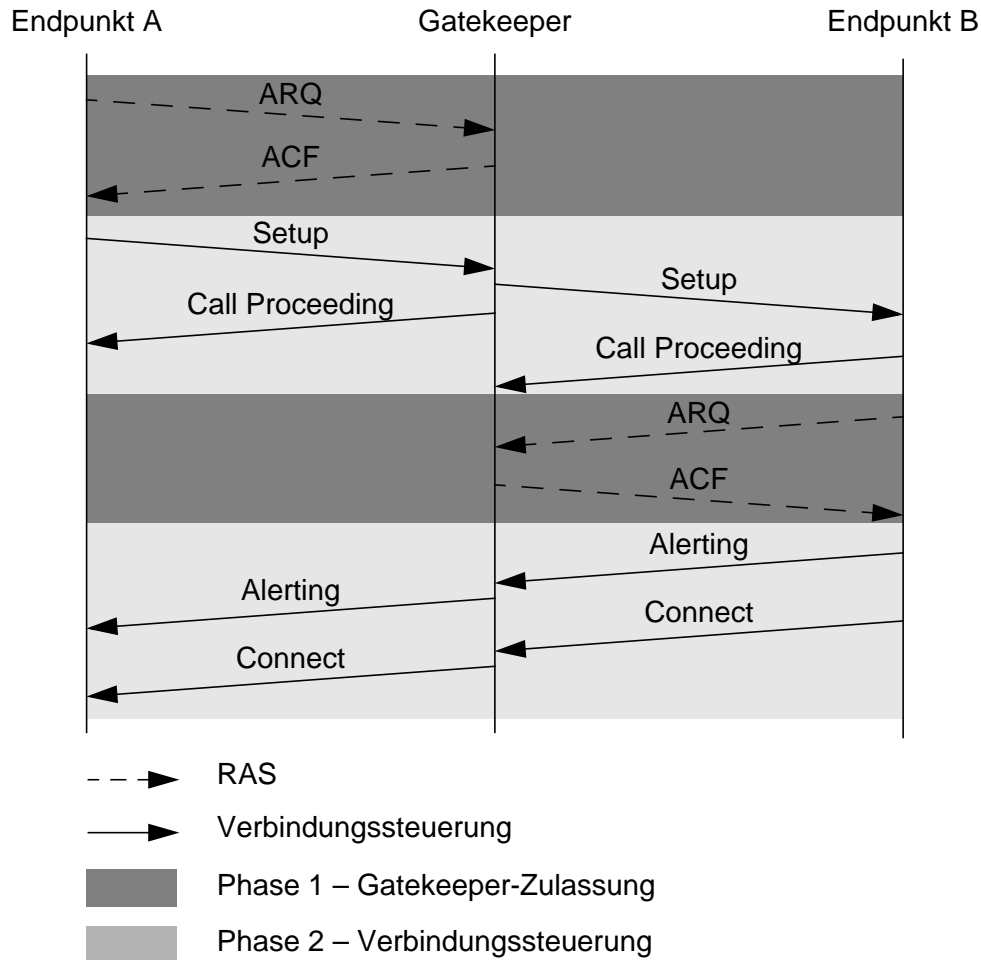 Endpunkt A
Gatekeeper
Endpunkt B
ARQ
ACF
Setup
Setup
Call Proceeding
Call Proceeding
ARQ
ACF
Alerting
Alerting
Connect
Connect
RAS
Verbindungssteuerung
Phase 1 – Gatekeeper-Zulassung
Phase 2 – Verbindungssteuerung